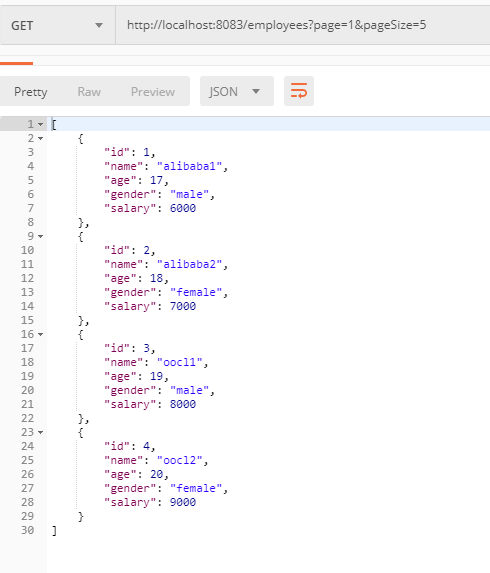 GET http://localhost:8083/employees?page=1&pageSize=5
Pretty Raw Preview JSON
1 [
2 {
3 "id": 1,
4 "name": "alibaba1",
5 "age": 17,
6 "gender": "male",
7 "salary": 6000
8 },
9 {
10 "id": 2,
11 "name": "alibaba2",
12 "age": 18,
13 "gender": "female",
14 "salary": 7000
15 },
16 {
17 "id": 3,
18 "name": "oocl1",
19 "age": 19,
20 "gender": "male",
21 "salary": 8000
22 },
23 {
24 "id": 4,
25 "name": "oocl2",
26 "age": 20,
27 "gender": "female",
28 "salary": 9000
29 }
30 ]